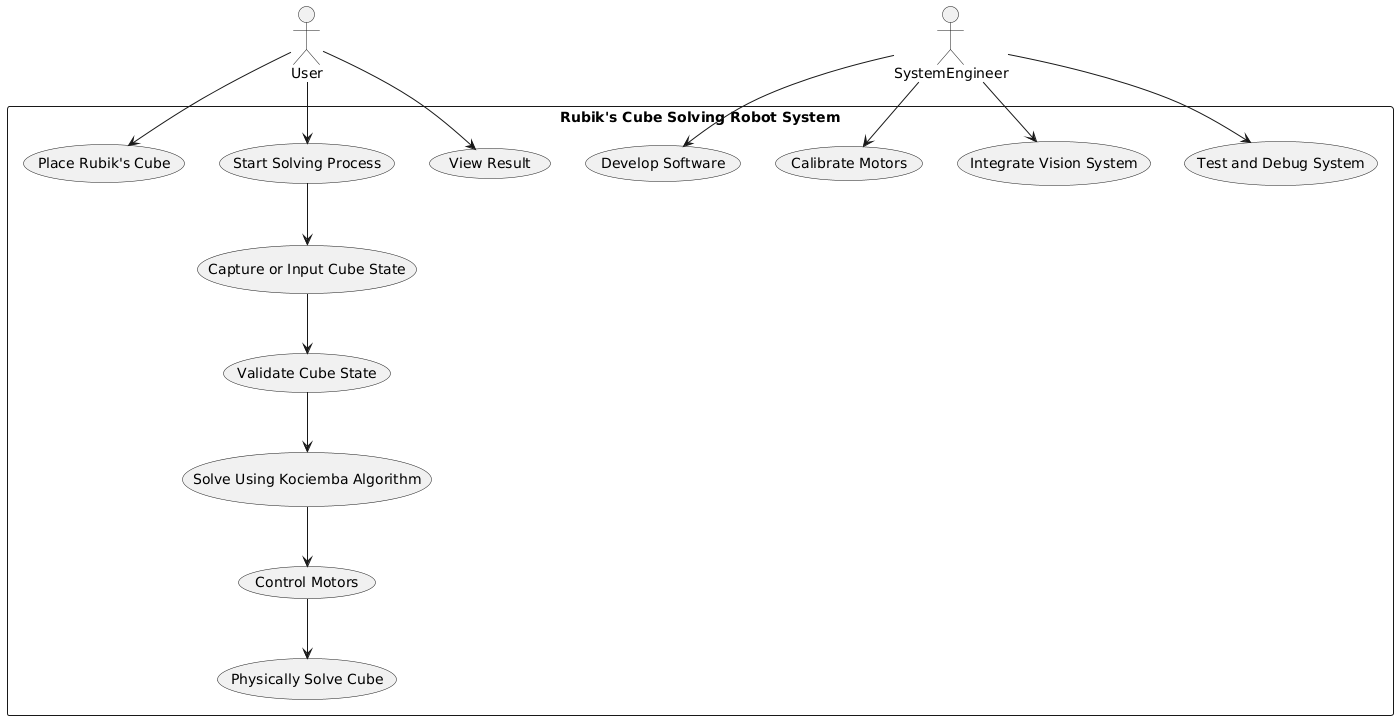 User
SystemEngineer
Rubik's Cube Solving Robot System
Place Rubik's Cube
Start Solving Process
View Result
Develop Software
Calibrate Motors
Integrate Vision System
Test and Debug System
Capture or Input Cube State
Validate Cube State
Solve Using Kociemba Algorithm
Control Motors
Physically Solve Cube